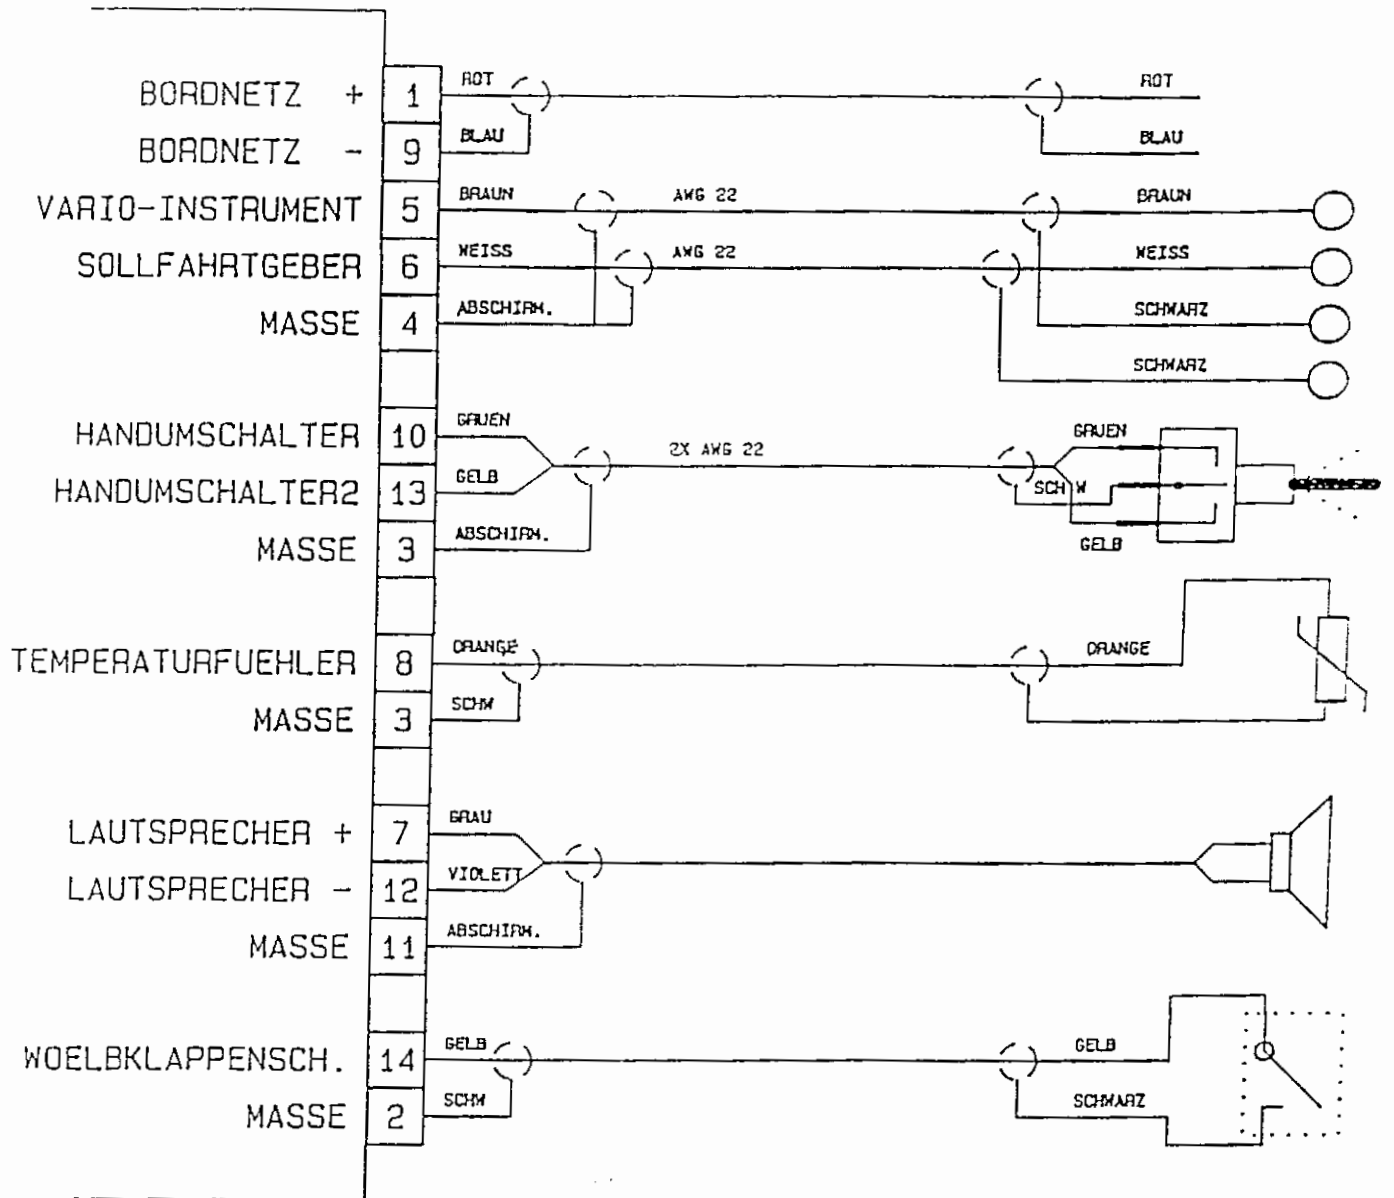 BORDNETZ + 1 ROT ROT
BORDNETZ - 9 BLAU BLAU
VARIO-INSTRUMENT 5 BRAUN AWG 22 BRAUN
SOLLFAHRTGEBER 6 WEISS AWG 22 WEISS
MASSE 4 ABSCHIRM. SCHWARZ
SCHWARZ
HANDUMSCHALTER 10 GRUEN 2X AWG 22 GRUEN
HANDUMSCHALTER2 13 GELB SCHW
MASSE 3 ABSCHIRM. GELB
TEMPERATURFUEHLER 8 ORANGE ORANGE
MASSE 3 SCHW
LAUTSPRECHER + 7 GRAU
LAUTSPRECHER - 12 VIOLETT
MASSE 11 ABSCHIRM.
WOELBKLAPPENSCH. 14 GELB GELB
MASSE 2 SCHW SCHWARZ